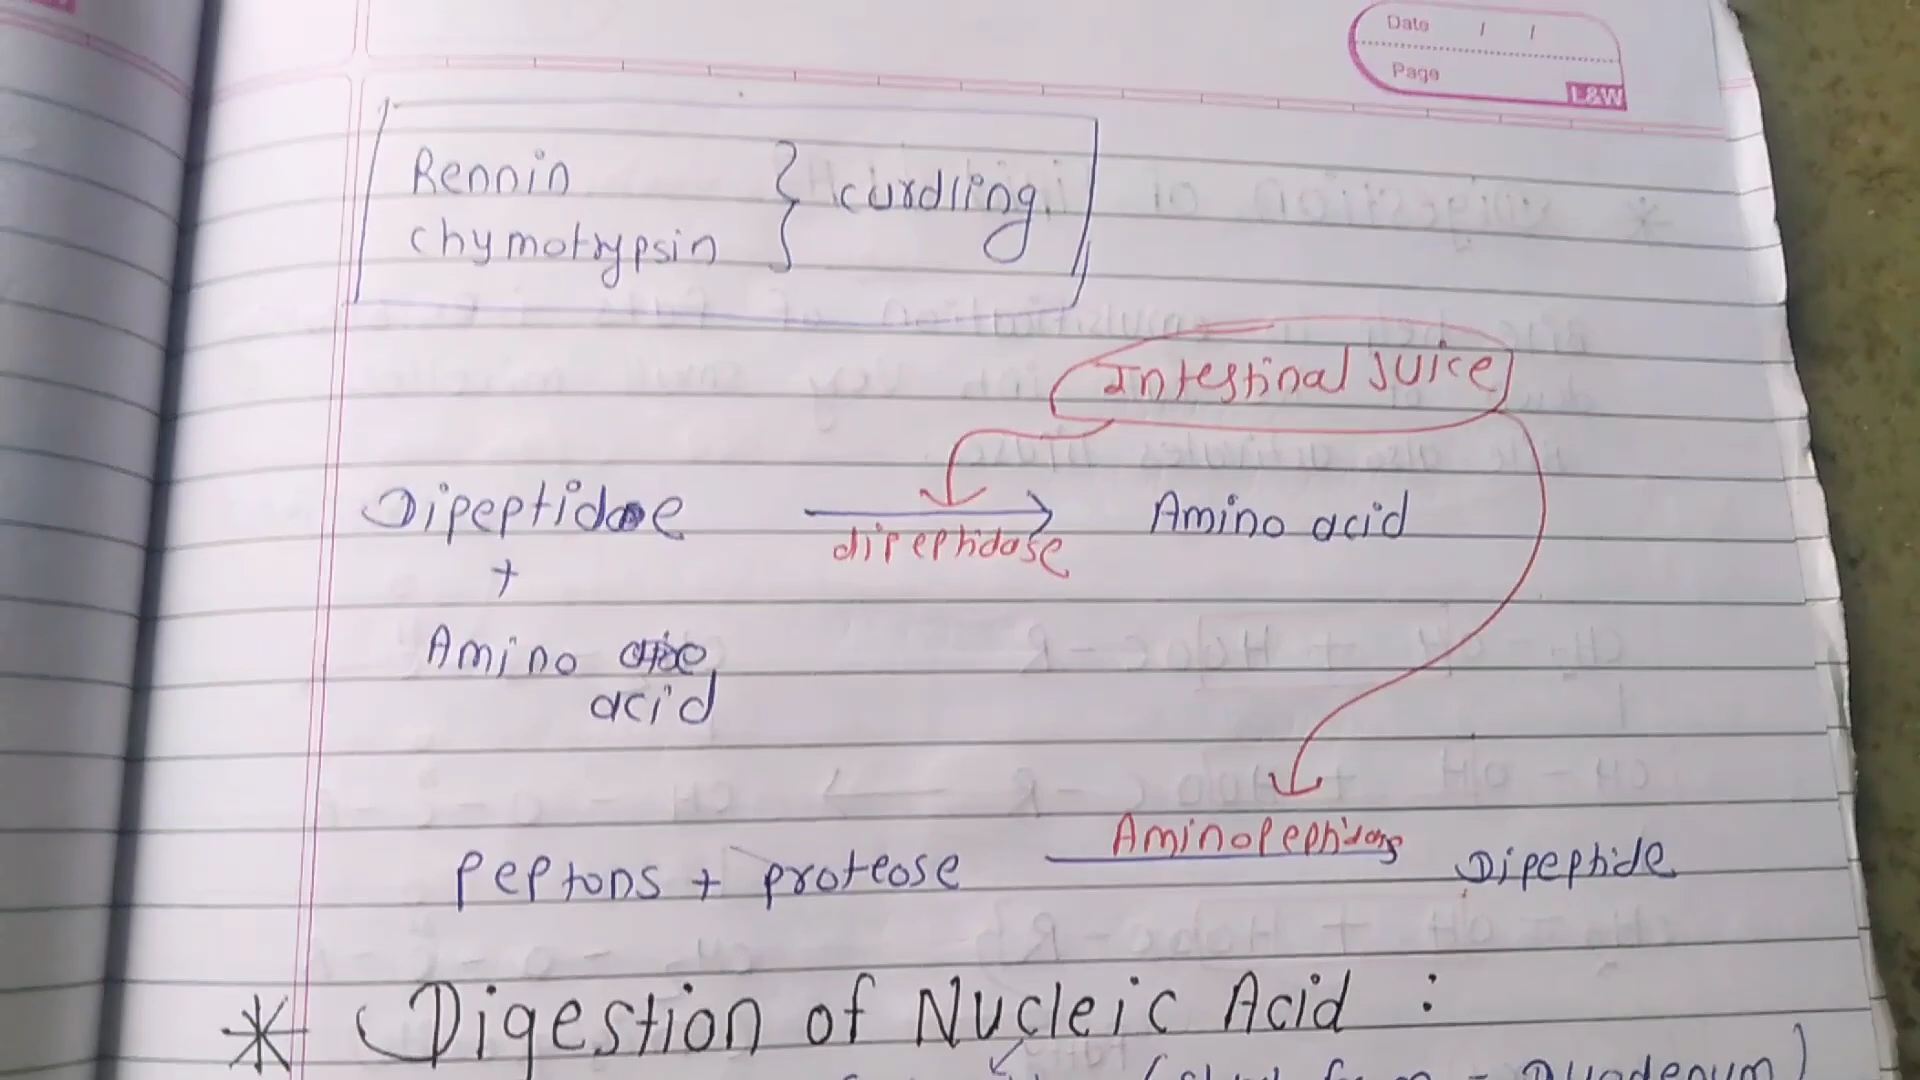 Date / /
Page
L&W
Rennin
chymotrypsin } curdling.
Intestinal Juice
Dipeptide → Amino acid
dipeptidase
+
Amino
acid
Peptons + proteose Aminopeptidase Dipeptide
* Digestion of Nucleic Acid :
Duodenum)